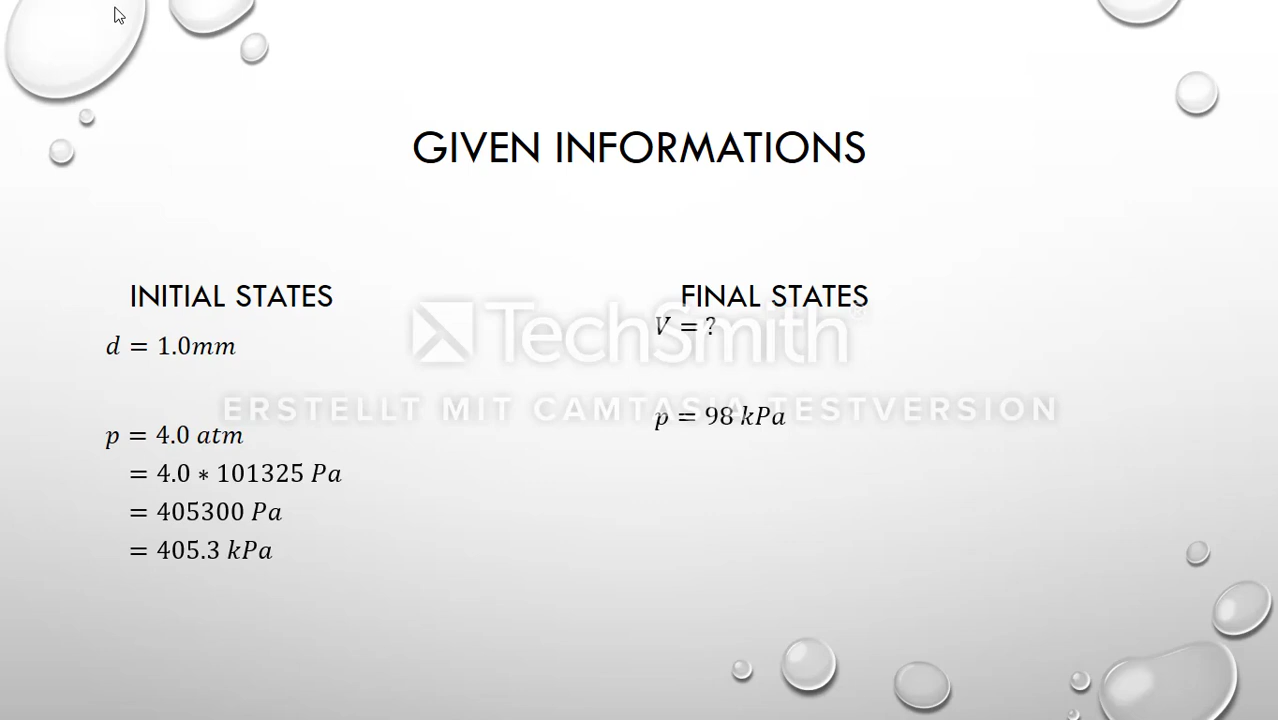 GIVEN INFORMATIONS
INITIAL STATES
d = 1.0mm
p = 4.0 atm
= 4.0 * 101325 Pa
= 405300 Pa
= 405.3 kPa
FINAL STATES
V = ?
p = 98 kPa
TechSmith
ERSTELLT MIT CAMTASIA TESTVERSION